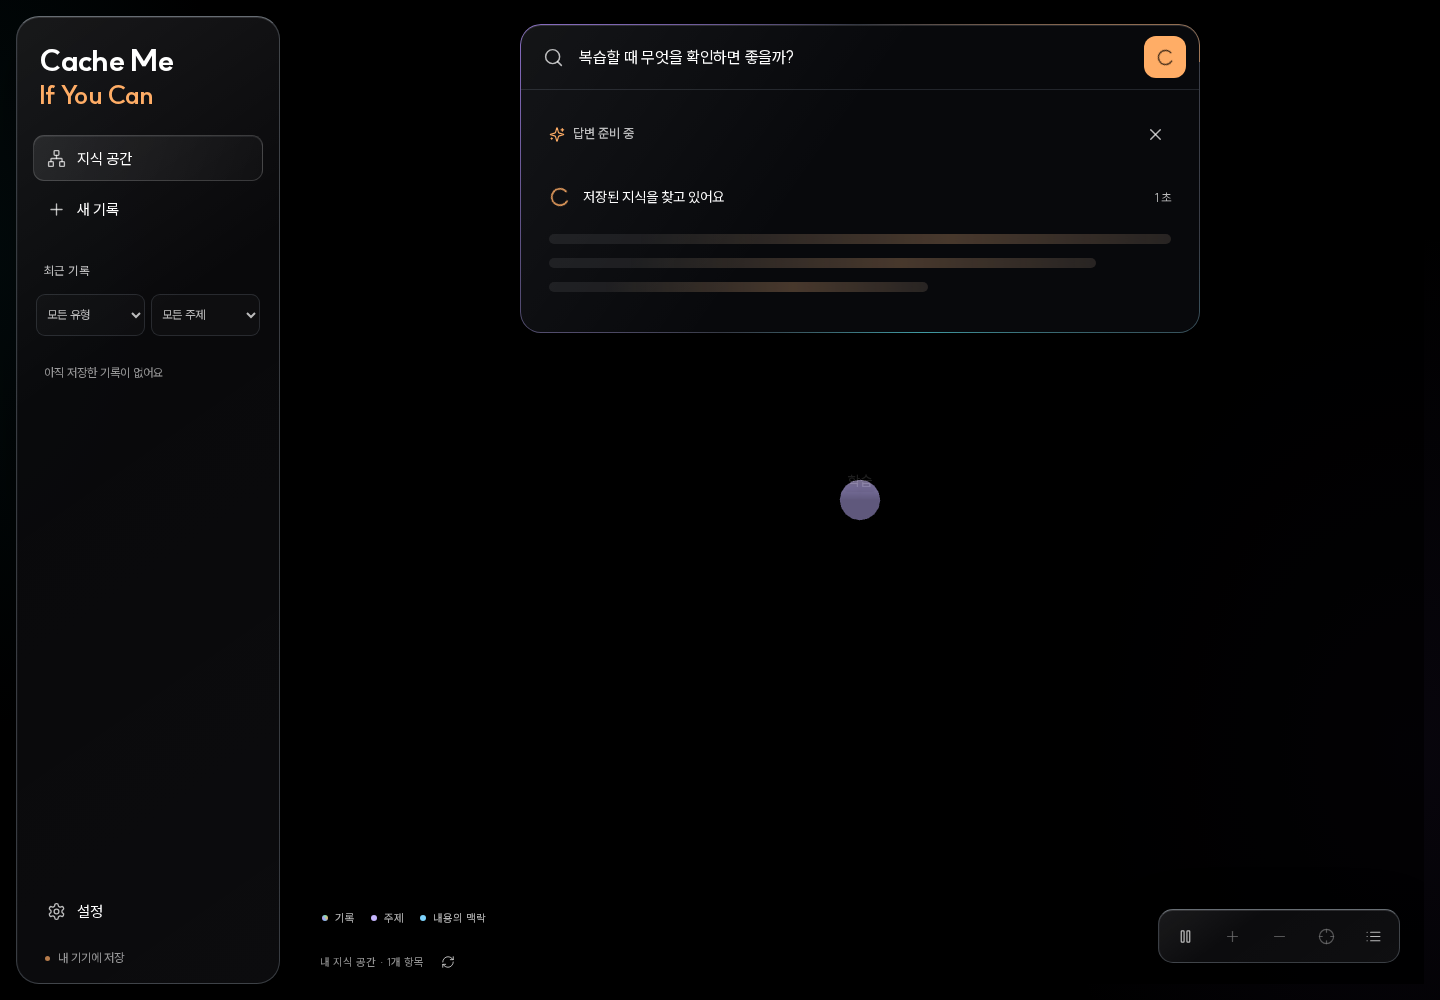 Cache Me
If You Can
지식 공간
새 기록
최근 기록
모든 유형
모든 주제
아직 저장한 기록이 없어요
설정
내 기기에 저장
복습할 때 무엇을 확인하면 좋을까?
답변 준비 중
저장된 지식을 찾고 있어요
1초
기록
주제
내용의 맥락
내 지식 공간 · 1개 항목